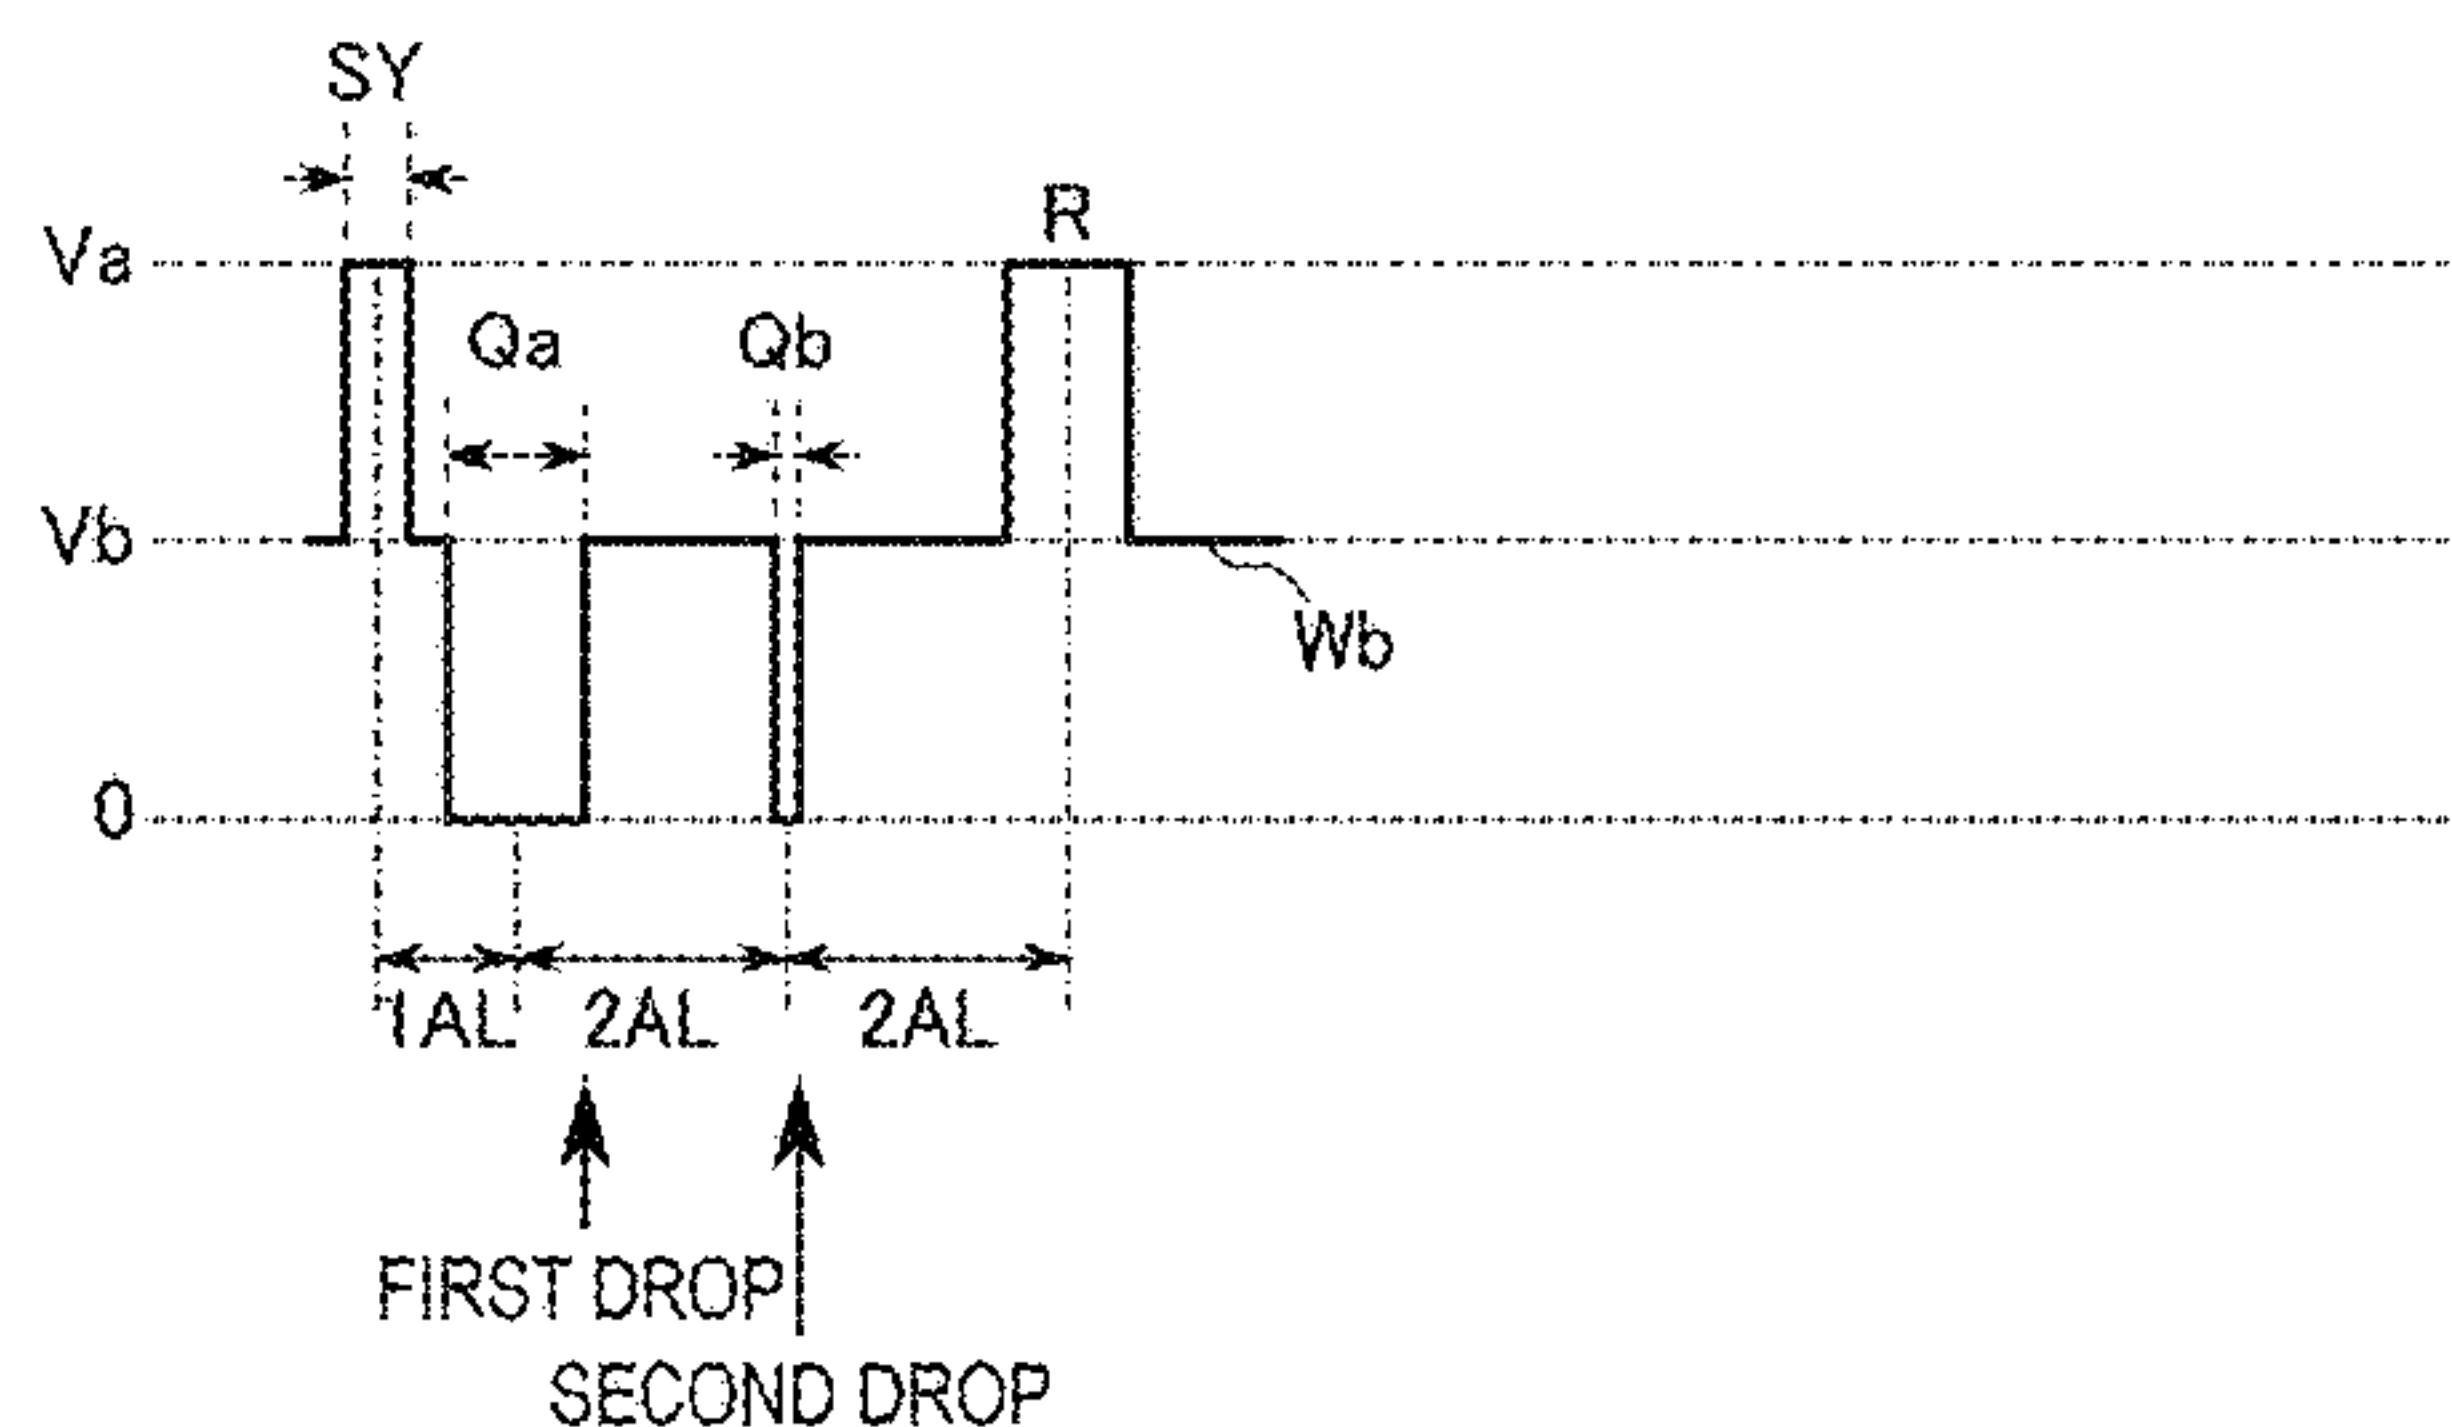 SY
R
Va
Qa
Qb
Vb
Wb
0
1AL
2AL
2AL
FIRST DROP
SECOND DROP